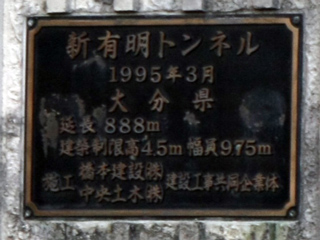 新有明トンネル
1995年3月
大分県
延長 888m
建築制限高4.5m 幅員9.75m
施工 橋本建設㈱ 建設工事共同企業体
中央土木㈱